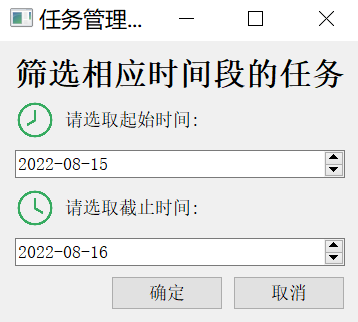 任务管理...
筛选相应时间段的任务
请选取起始时间:
2022-08-15
请选取截止时间:
2022-08-16
确定
取消